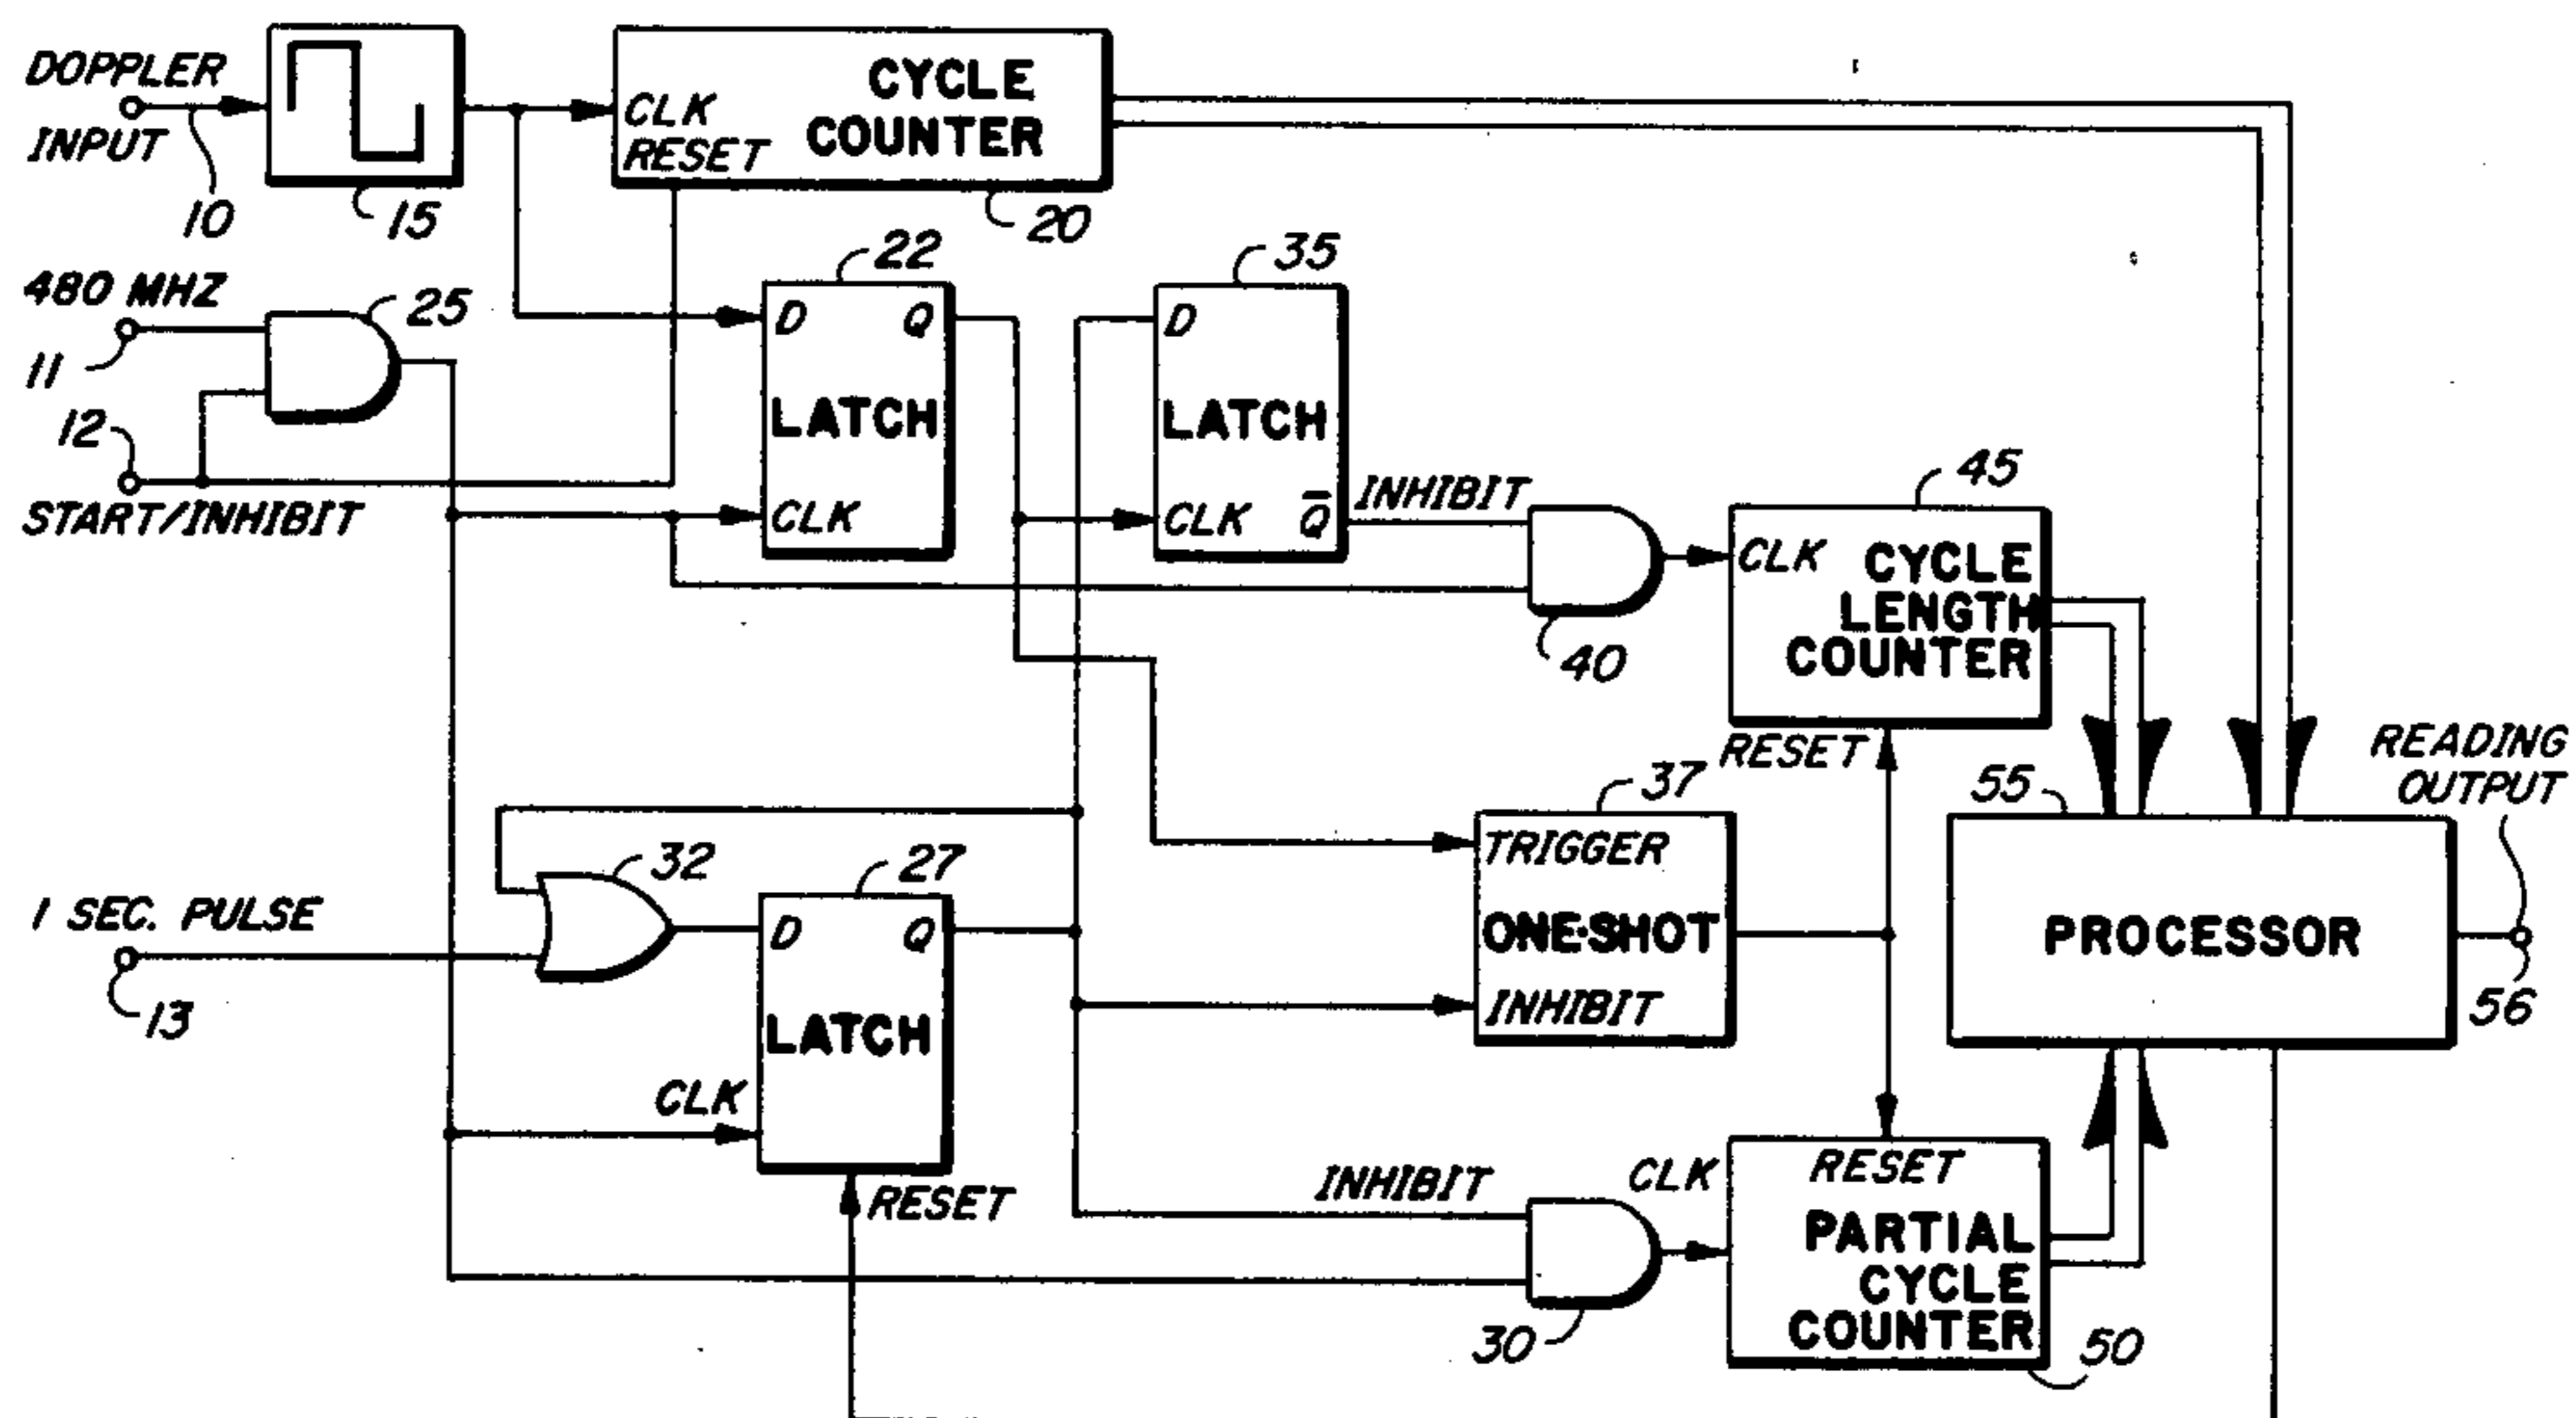 DOPPLER
INPUT
10
15
CLK
RESET
CYCLE
COUNTER
20
480 MHZ
11
25
12
START/INHIBIT
22
D
Q
LATCH
CLK
35
D
LATCH
CLK
Q̅
INHIBIT
40
45
CLK
CYCLE
LENGTH
COUNTER
RESET
1 SEC. PULSE
13
32
27
D
Q
LATCH
CLK
RESET
37
TRIGGER
ONE-SHOT
INHIBIT
55
PROCESSOR
READING
OUTPUT
56
INHIBIT
30
CLK
RESET
PARTIAL
CYCLE
COUNTER
50